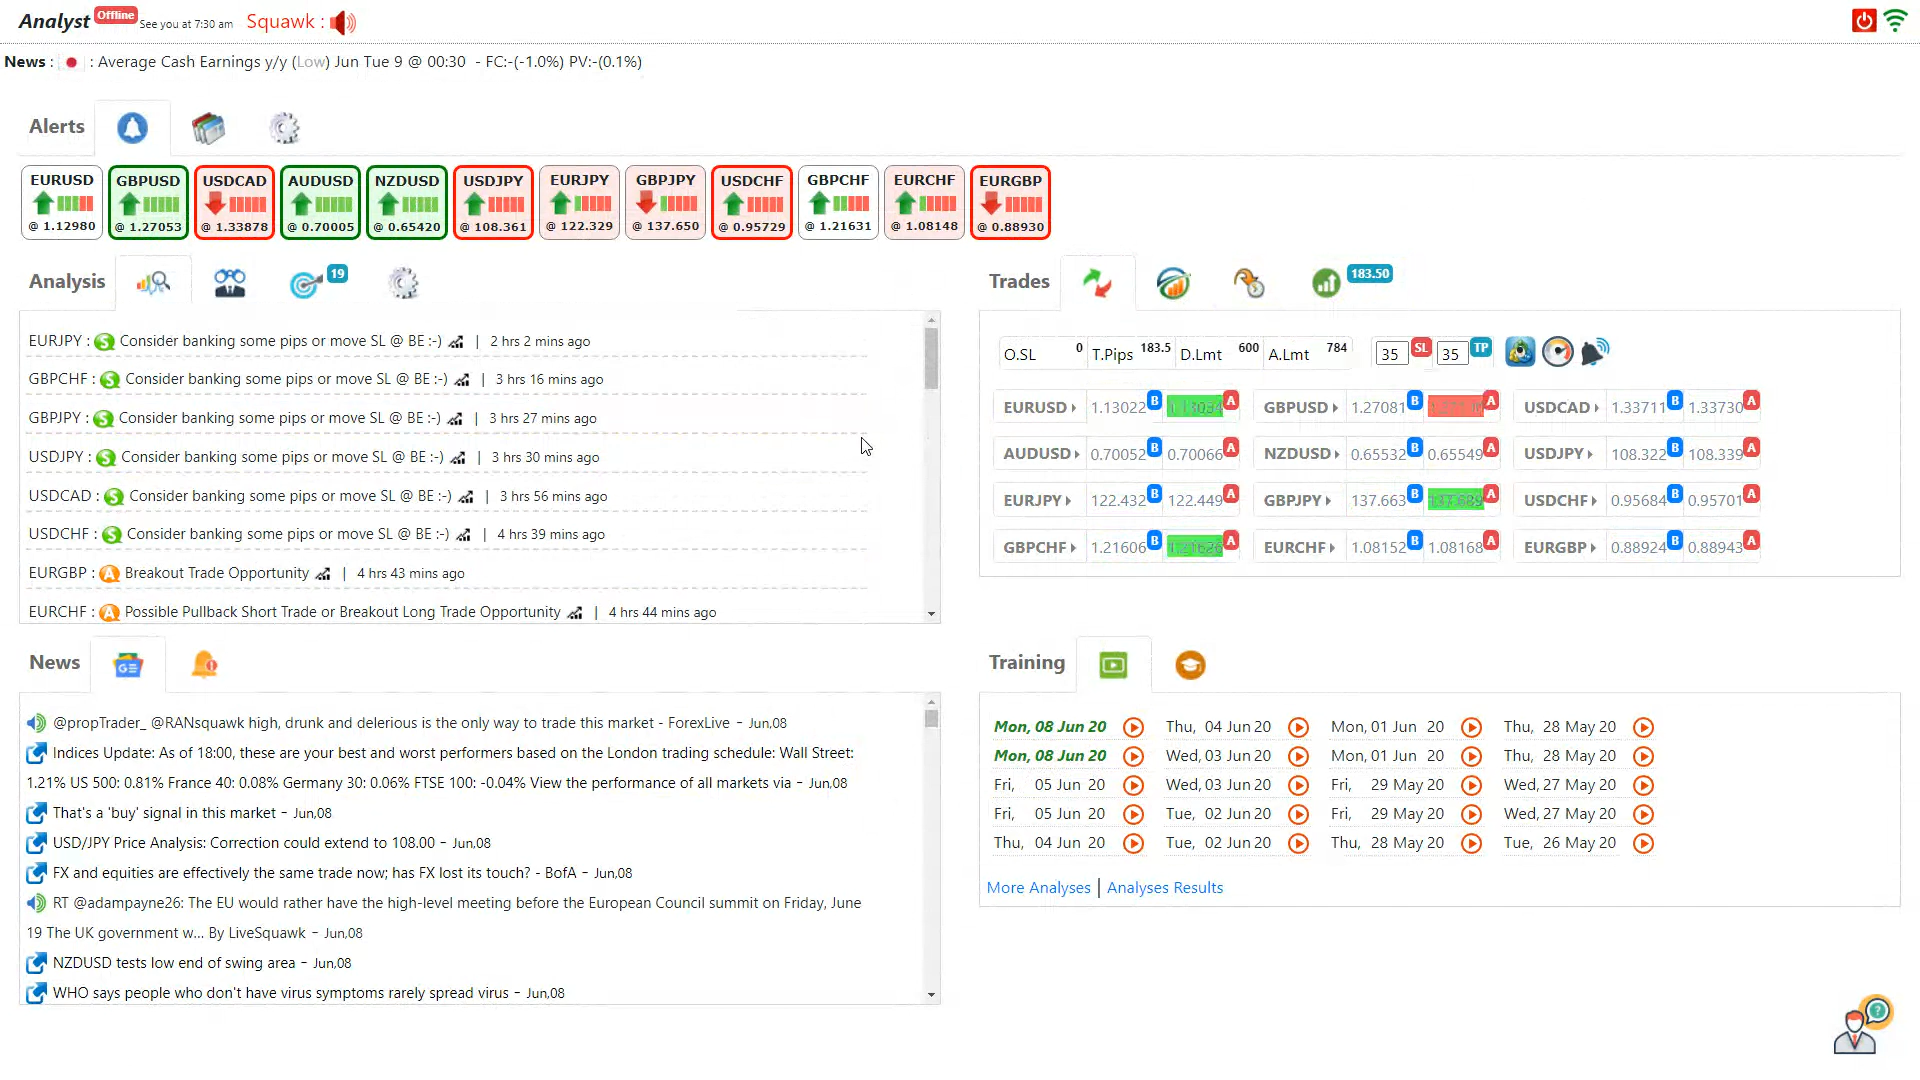 Analyst Offline See you at 7:30 am Squawk :
News : : Average Cash Earnings y/y (Low) Jun Tue 9 @ 00:30 - FC:-(-1.0%) PV:-(0.1%)
Alerts
EURUSD GBPUSD USDCAD AUDUSD NZDUSD USDJPY EURJPY GBPJPY USDCHF GBPCHF EURCHF EURGBP
@ 1.12980 @ 1.27053 @ 1.33878 @ 0.70005 @ 0.65420 @ 108.361 @ 122.329 @ 137.650 @ 0.95729 @ 1.21631 @ 1.08148 @ 0.88930
Analysis 19
EURJPY : S Consider banking some pips or move SL @ BE :-) | 2 hrs 2 mins ago
GBPCHF : S Consider banking some pips or move SL @ BE :-) | 3 hrs 16 mins ago
GBPJPY : S Consider banking some pips or move SL @ BE :-) | 3 hrs 27 mins ago
USDJPY : S Consider banking some pips or move SL @ BE :-) | 3 hrs 30 mins ago
USDCAD : S Consider banking some pips or move SL @ BE :-) | 3 hrs 56 mins ago
USDCHF : S Consider banking some pips or move SL @ BE :-) | 4 hrs 39 mins ago
EURGBP : A Breakout Trade Opportunity | 4 hrs 43 mins ago
EURCHF : A Possible Pullback Short Trade or Breakout Long Trade Opportunity | 4 hrs 44 mins ago
Trades 183.50
O.SL 0 T.Pips 183.5 D.Lmt 600 A.Lmt 784 35 SL 35 TP
EURUSD 1.13022 B A GBPUSD 1.27081 B A USDCAD 1.33711 B 1.33730 A
AUDUSD 0.70052 B 0.70066 A NZDUSD 0.65532 B 0.65549 A USDJPY 108.322 B 108.339 A
EURJPY 122.432 B 122.449 A GBPJPY 137.663 B A USDCHF 0.95684 B 0.95701 A
GBPCHF 1.21606 B A EURCHF 1.08152 B 1.08168 A EURGBP 0.88924 B 0.88943 A
News GE
@propTrader_ @RANsquawk high, drunk and delerious is the only way to trade this market - ForexLive – Jun,08
Indices Update: As of 18:00, these are your best and worst performers based on the London trading schedule: Wall Street:
1.21% US 500: 0.81% France 40: 0.08% Germany 30: 0.06% FTSE 100: -0.04% View the performance of all markets via – Jun,08
That's a 'buy' signal in this market – Jun,08
USD/JPY Price Analysis: Correction could extend to 108.00 – Jun,08
FX and equities are effectively the same trade now; has FX lost its touch? - BofA – Jun,08
RT @adampayne26: The EU would rather have the high-level meeting before the European Council summit on Friday, June
19 The UK government w... By LiveSquawk – Jun,08
NZDUSD tests low end of swing area – Jun,08
WHO says people who don't have virus symptoms rarely spread virus – Jun,08
Training
Mon, 08 Jun 20 Thu, 04 Jun 20 Mon, 01 Jun 20 Thu, 28 May 20
Mon, 08 Jun 20 Wed, 03 Jun 20 Mon, 01 Jun 20 Thu, 28 May 20
Fri, 05 Jun 20 Wed, 03 Jun 20 Fri, 29 May 20 Wed, 27 May 20
Fri, 05 Jun 20 Tue, 02 Jun 20 Fri, 29 May 20 Wed, 27 May 20
Thu, 04 Jun 20 Tue, 02 Jun 20 Thu, 28 May 20 Tue, 26 May 20
More Analyses | Analyses Results